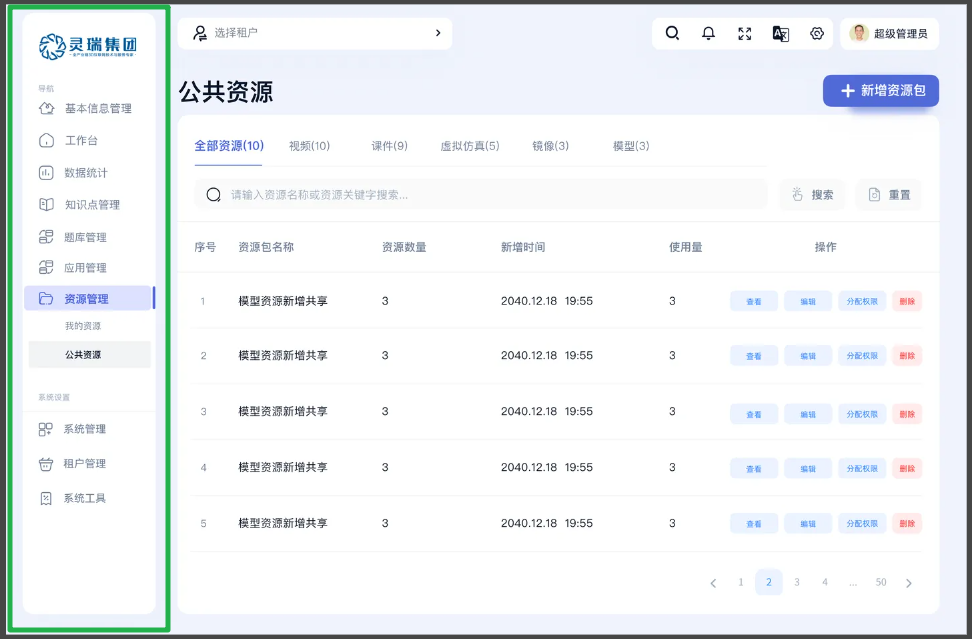 灵瑞集团
导航
基本信息管理
工作台
数据统计
知识点管理
题库管理
应用管理
资源管理
我的资源
公共资源
系统设置
系统管理
租户管理
系统工具
选择租户
超级管理员
公共资源
新增资源包
全部资源(10) 视频(10) 课件(9) 虚拟仿真(5) 镜像(3) 模型(3)
请输入资源名称或资源关键字搜索... 搜索 重置
序号 资源包名称 资源数量 新增时间 使用量 操作
1 模型资源新增共享 3 2040.12.18 19:55 3 查看 编辑 分配权限 删除
2 模型资源新增共享 3 2040.12.18 19:55 3 查看 编辑 分配权限 删除
3 模型资源新增共享 3 2040.12.18 19:55 3 查看 编辑 分配权限 删除
4 模型资源新增共享 3 2040.12.18 19:55 3 查看 编辑 分配权限 删除
5 模型资源新增共享 3 2040.12.18 19:55 3 查看 编辑 分配权限 删除
1 2 3 4 ... 50